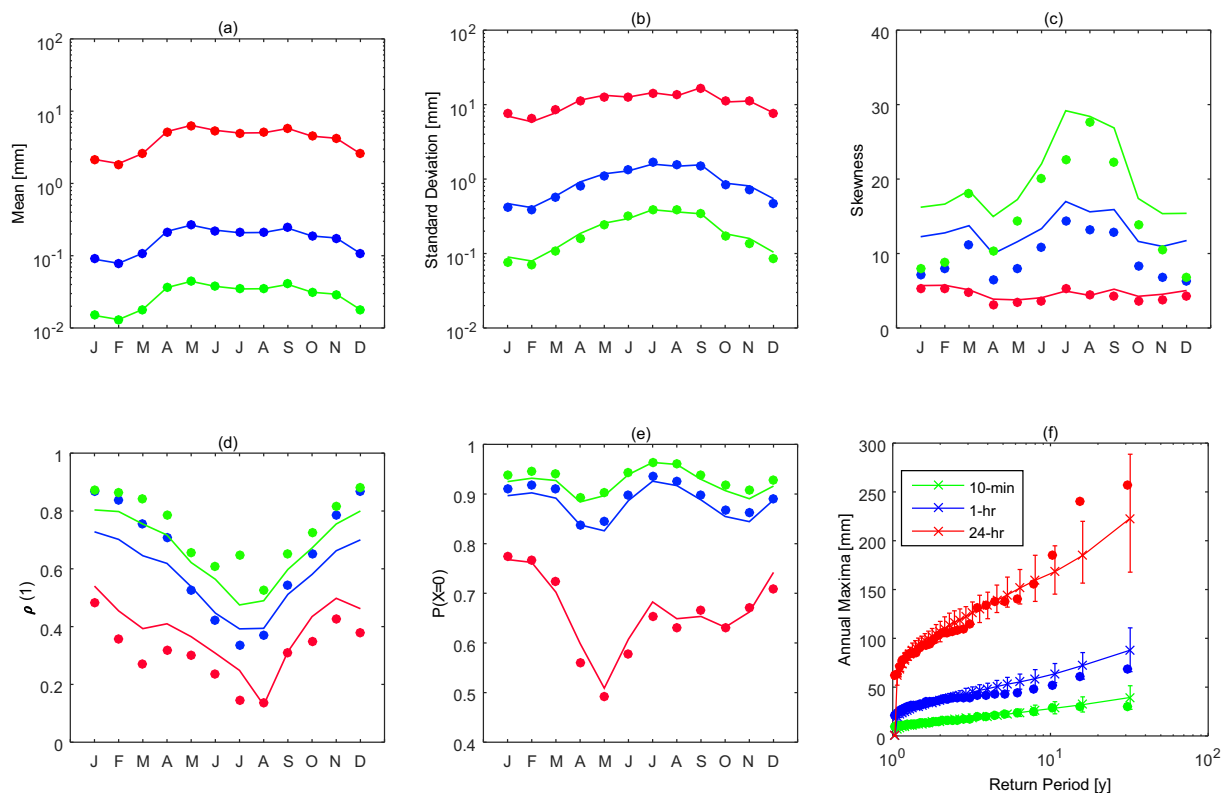 (a)
Mean [mm]
10^2
10^1
10^0
10^-1
10^-2
J F M A M J J A S O N D
(b)
Standard Deviation [mm]
10^2
10^1
10^0
10^-1
10^-2
J F M A M J J A S O N D
(c)
Skewness
40
30
20
10
0
J F M A M J J A S O N D
(d)
ρ (1)
1
0.8
0.6
0.4
0.2
0
J F M A M J J A S O N D
(e)
P(X=0)
1
0.9
0.8
0.7
0.6
0.5
0.4
J F M A M J J A S O N D
(f)
Annual Maxima [mm]
300
250
200
150
100
50
0
10-min
1-hr
24-hr
10^0 10^1 10^2
Return Period [y]